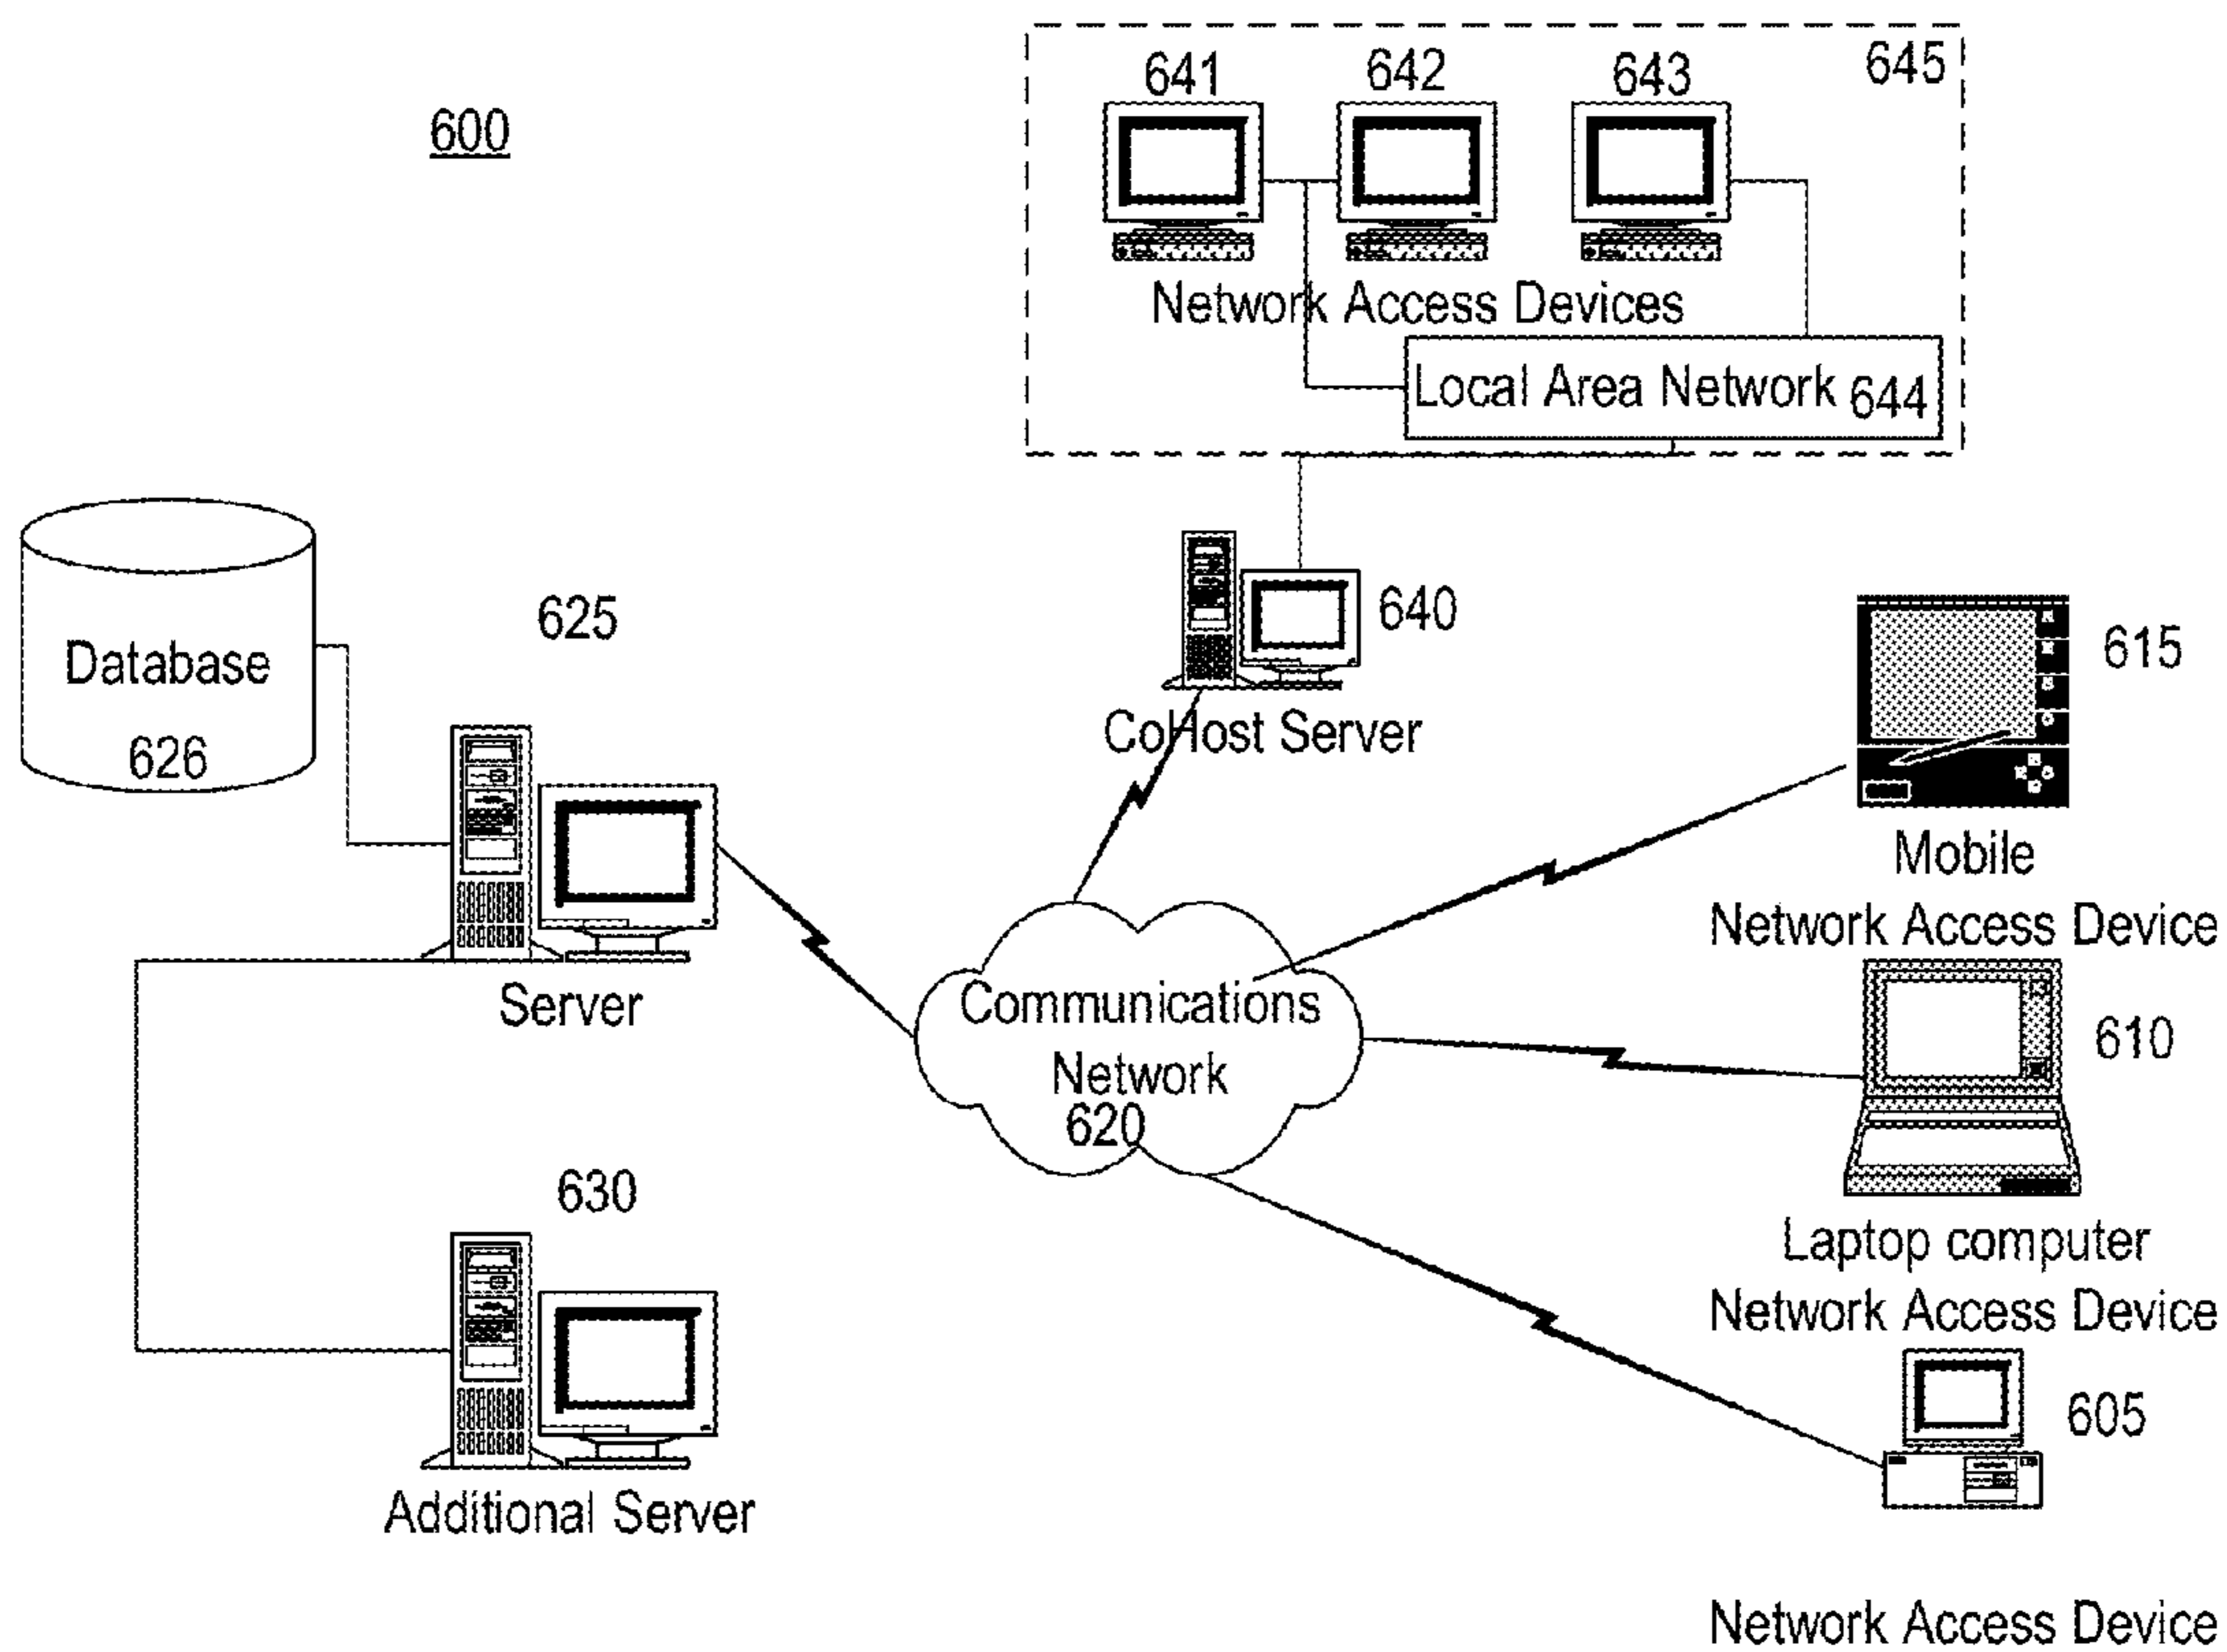 600
641 642 643 645
Network Access Devices
Local Area Network 644
Database
626
625
Server
640
CoHost Server
615
Mobile
Network Access Device
Communications
Network
620
610
Laptop computer
Network Access Device
630
Additional Server
605
Network Access Device